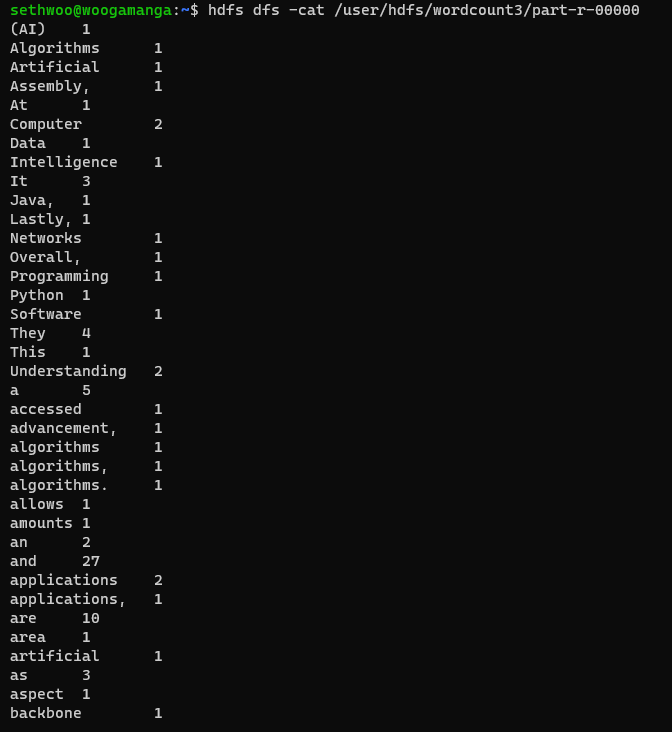 sethwoo@woogamanga:~$ hdfs dfs -cat /user/hdfs/wordcount3/part-r-00000
(AI)    1
Algorithms      1
Artificial      1
Assembly,       1
At      1
Computer        2
Data    1
Intelligence    1
It      3
Java,   1
Lastly, 1
Networks        1
Overall,        1
Programming     1
Python  1
Software        1
They    4
This    1
Understanding   2
a       5
accessed        1
advancement,    1
algorithms      1
algorithms,     1
algorithms.     1
allows  1
amounts 1
an      2
and     27
applications    2
applications,   1
are     10
area    1
artificial      1
as      3
aspect  1
backbone        1